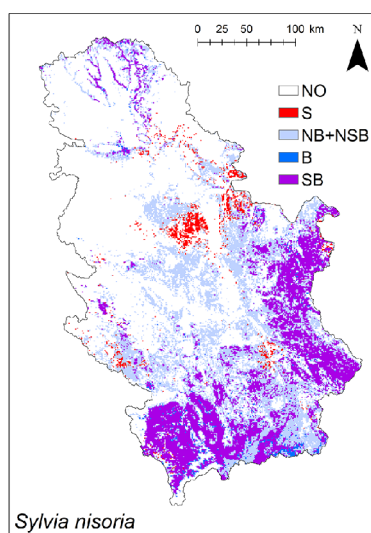 0 25 50 100 km
N
NO
S
NB+NSB
B
SB
Sylvia nisoria